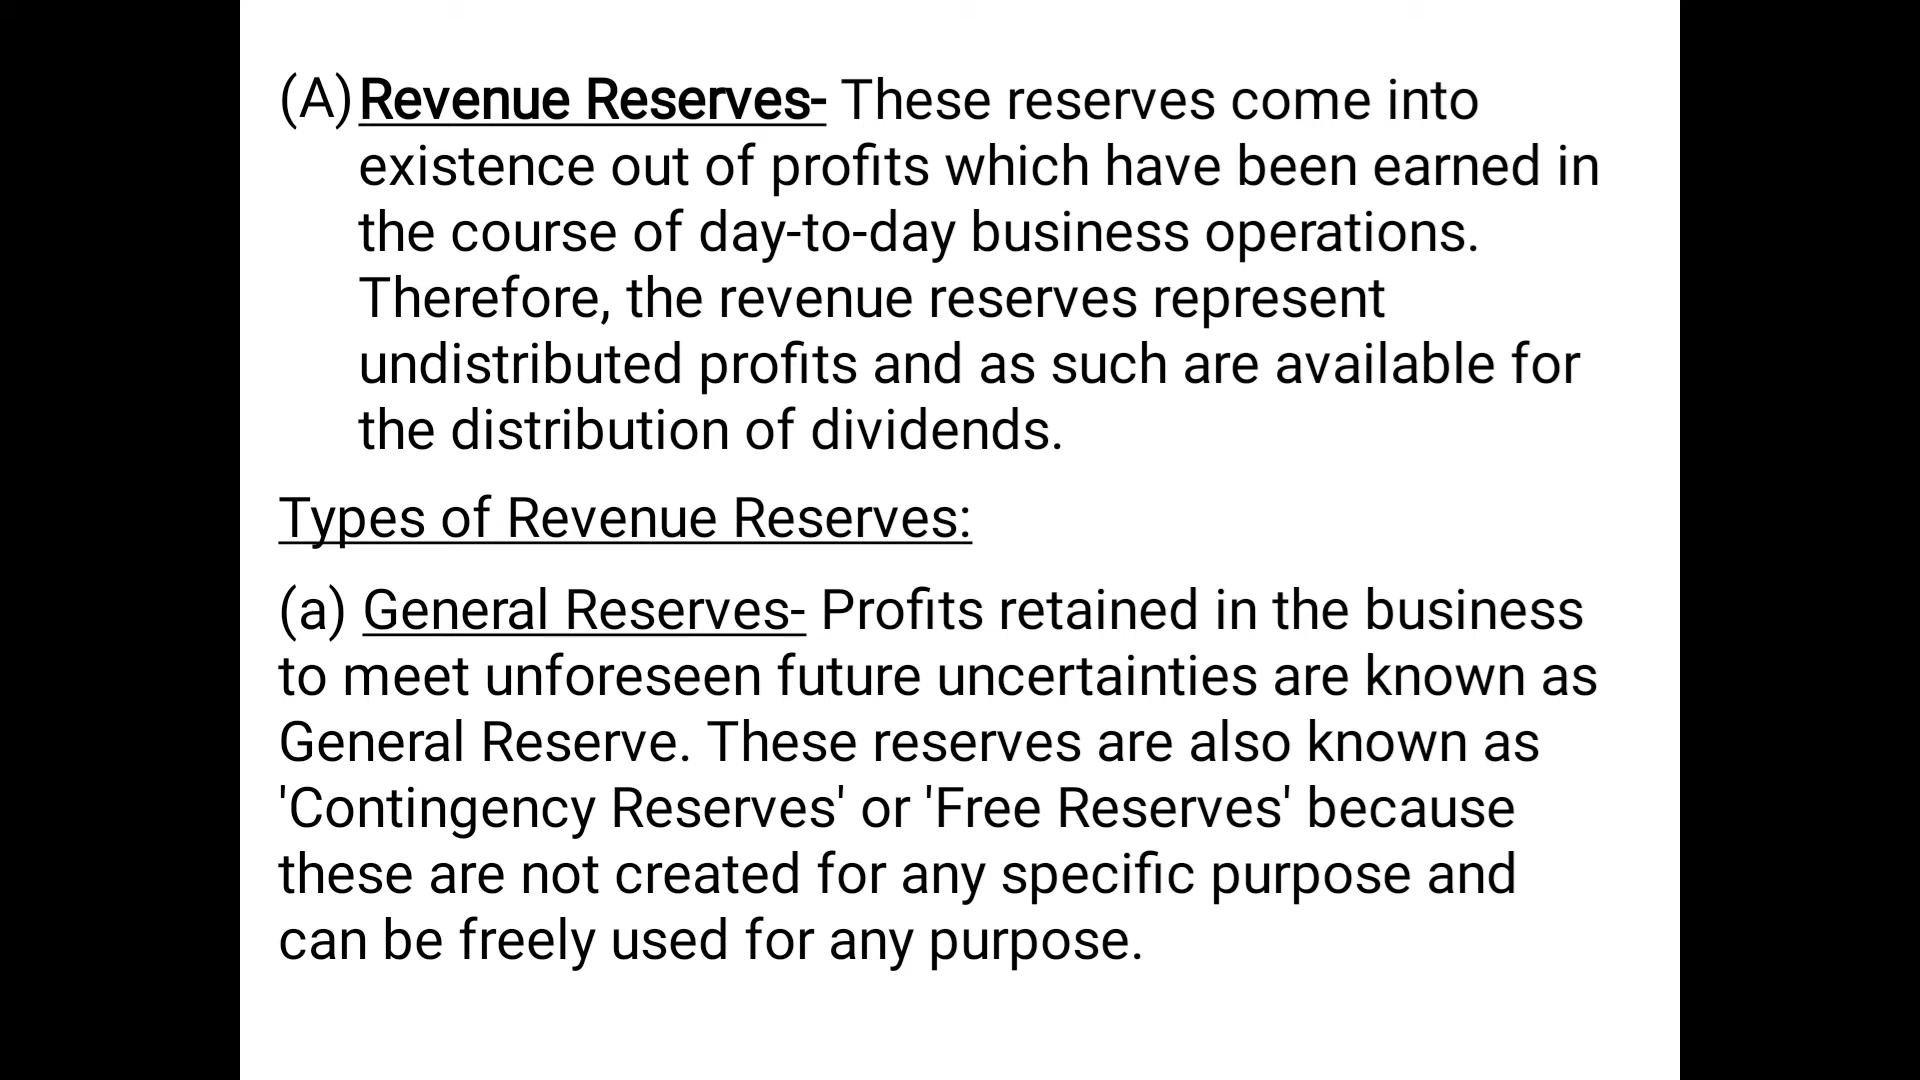 (A) Revenue Reserves- These reserves come into
existence out of profits which have been earned in
the course of day-to-day business operations.
Therefore, the revenue reserves represent
undistributed profits and as such are available for
the distribution of dividends.
Types of Revenue Reserves:
(a) General Reserves- Profits retained in the business
to meet unforeseen future uncertainties are known as
General Reserve. These reserves are also known as
'Contingency Reserves' or 'Free Reserves' because
these are not created for any specific purpose and
can be freely used for any purpose.